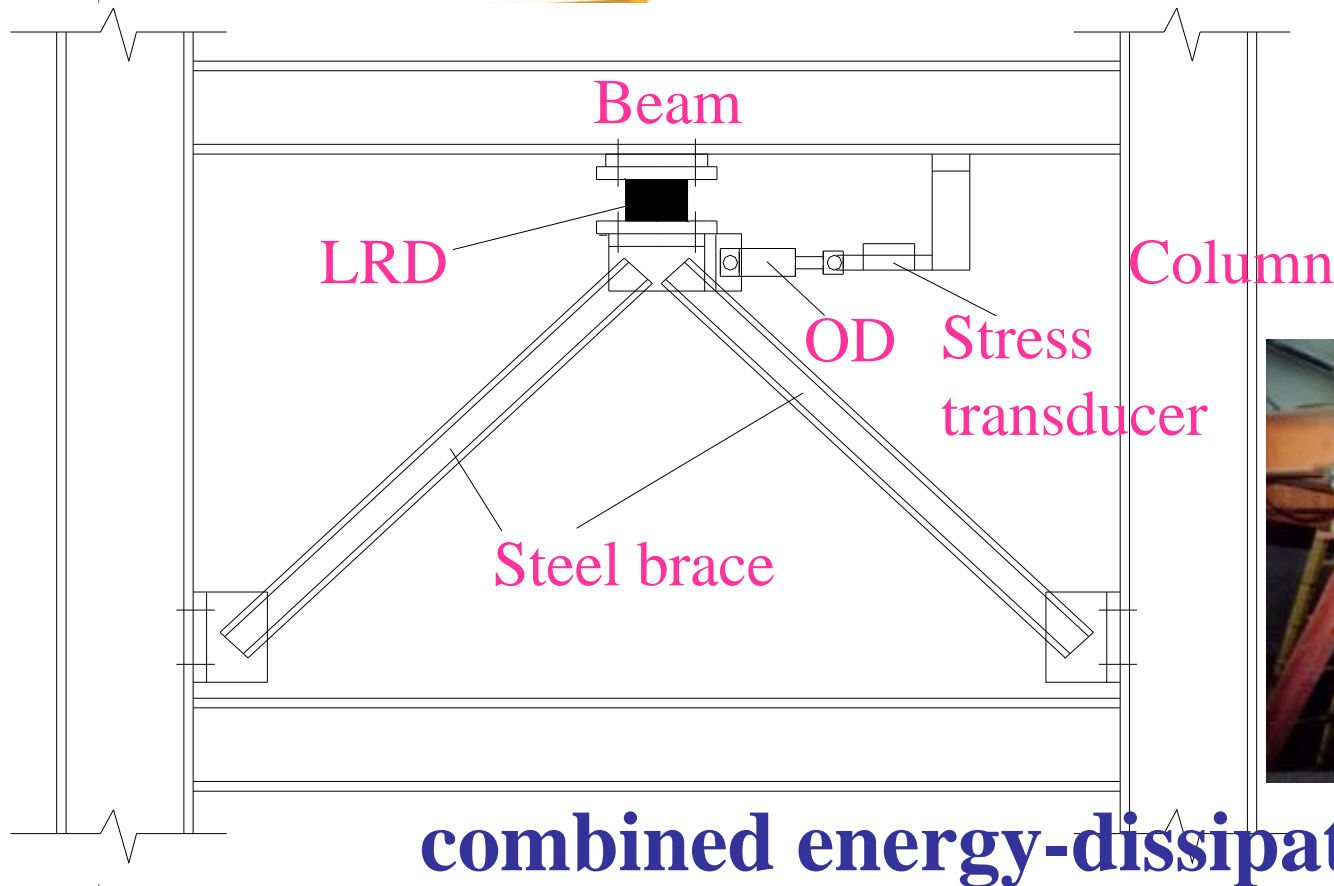 Beam
LRD
Column
OD
Stress
transducer
Steel brace
combined energy-dissipat